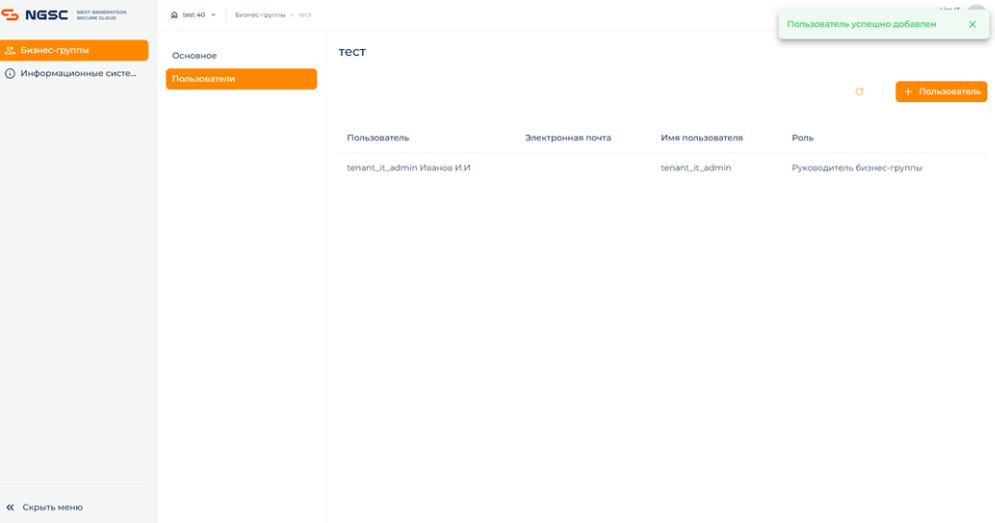 NGSC NEXT GENERATION
SECURE CLOUD
test 40 Бизнес-группы тест
Пользователь успешно добавлен
Бизнес-группы
Информационные систе...
Основное
Пользователи
тест
+ Пользователь
Пользователь Электронная почта Имя пользователя Роль
tenant_it_admin Иванов И.И tenant_it_admin Руководитель бизнес-группы
Скрыть меню